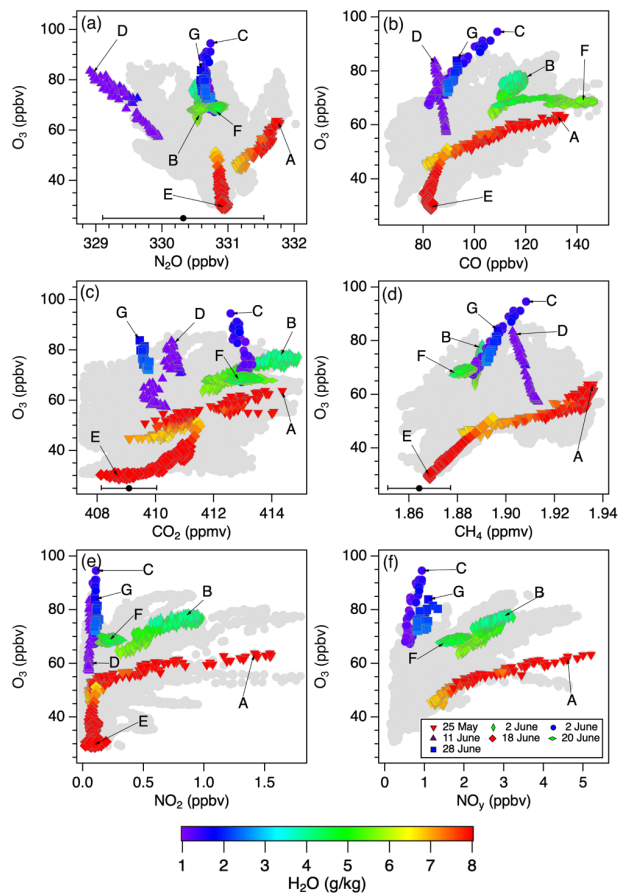 (a)
O3 (ppbv)
100
80
60
40
329
330
331
332
N2O (ppbv)
D
G
C
B
F
A
E
(b)
O3 (ppbv)
100
80
60
40
80
100
120
140
CO (ppbv)
D
G
C
B
F
A
E
(c)
O3 (ppbv)
100
80
60
40
408
410
412
414
CO2 (ppmv)
G
D
C
B
F
A
E
(d)
O3 (ppbv)
100
80
60
40
1.86
1.88
1.90
1.92
1.94
CH4 (ppmv)
G
C
B
D
F
A
E
(e)
O3 (ppbv)
100
80
60
40
0.0
0.5
1.0
1.5
NO2 (ppbv)
C
G
B
F
D
A
E
(f)
O3 (ppbv)
100
80
60
40
0
1
2
3
4
5
NOy (ppbv)
C
G
B
F
A
25 May 2 June 2 June
11 June 18 June 20 June
28 June
1 2 3 4 5 6 7 8
H2O (g/kg)